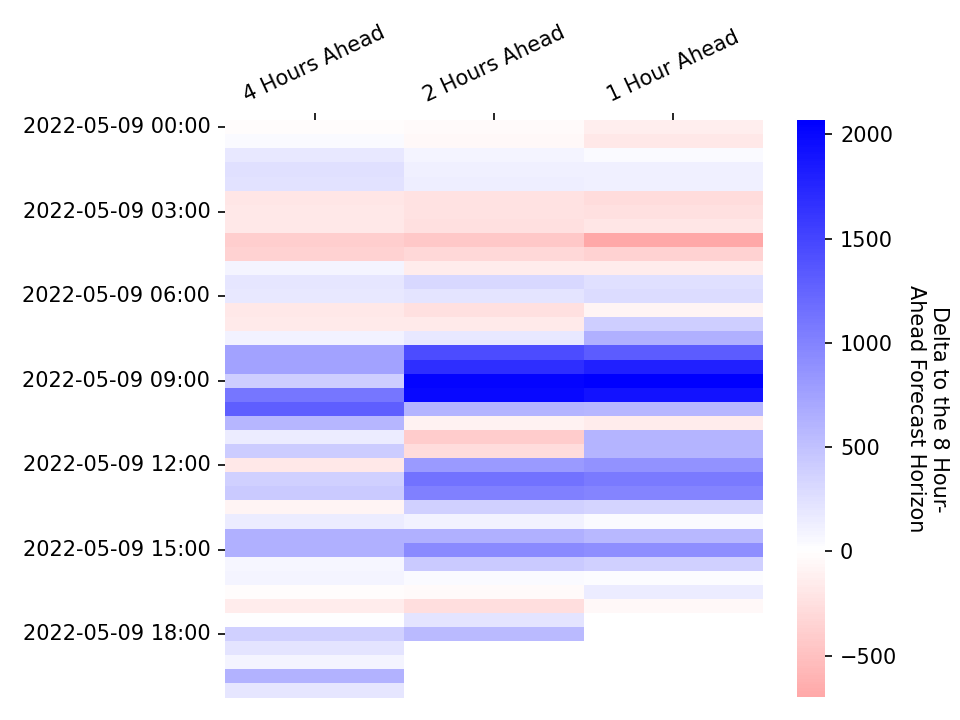 4 Hours Ahead
2 Hours Ahead
1 Hour Ahead
2022-05-09 00:00
2022-05-09 03:00
2022-05-09 06:00
2022-05-09 09:00
2022-05-09 12:00
2022-05-09 15:00
2022-05-09 18:00
2000
1500
1000
500
0
−500
Delta to the 8 Hour-
Ahead Forecast Horizon